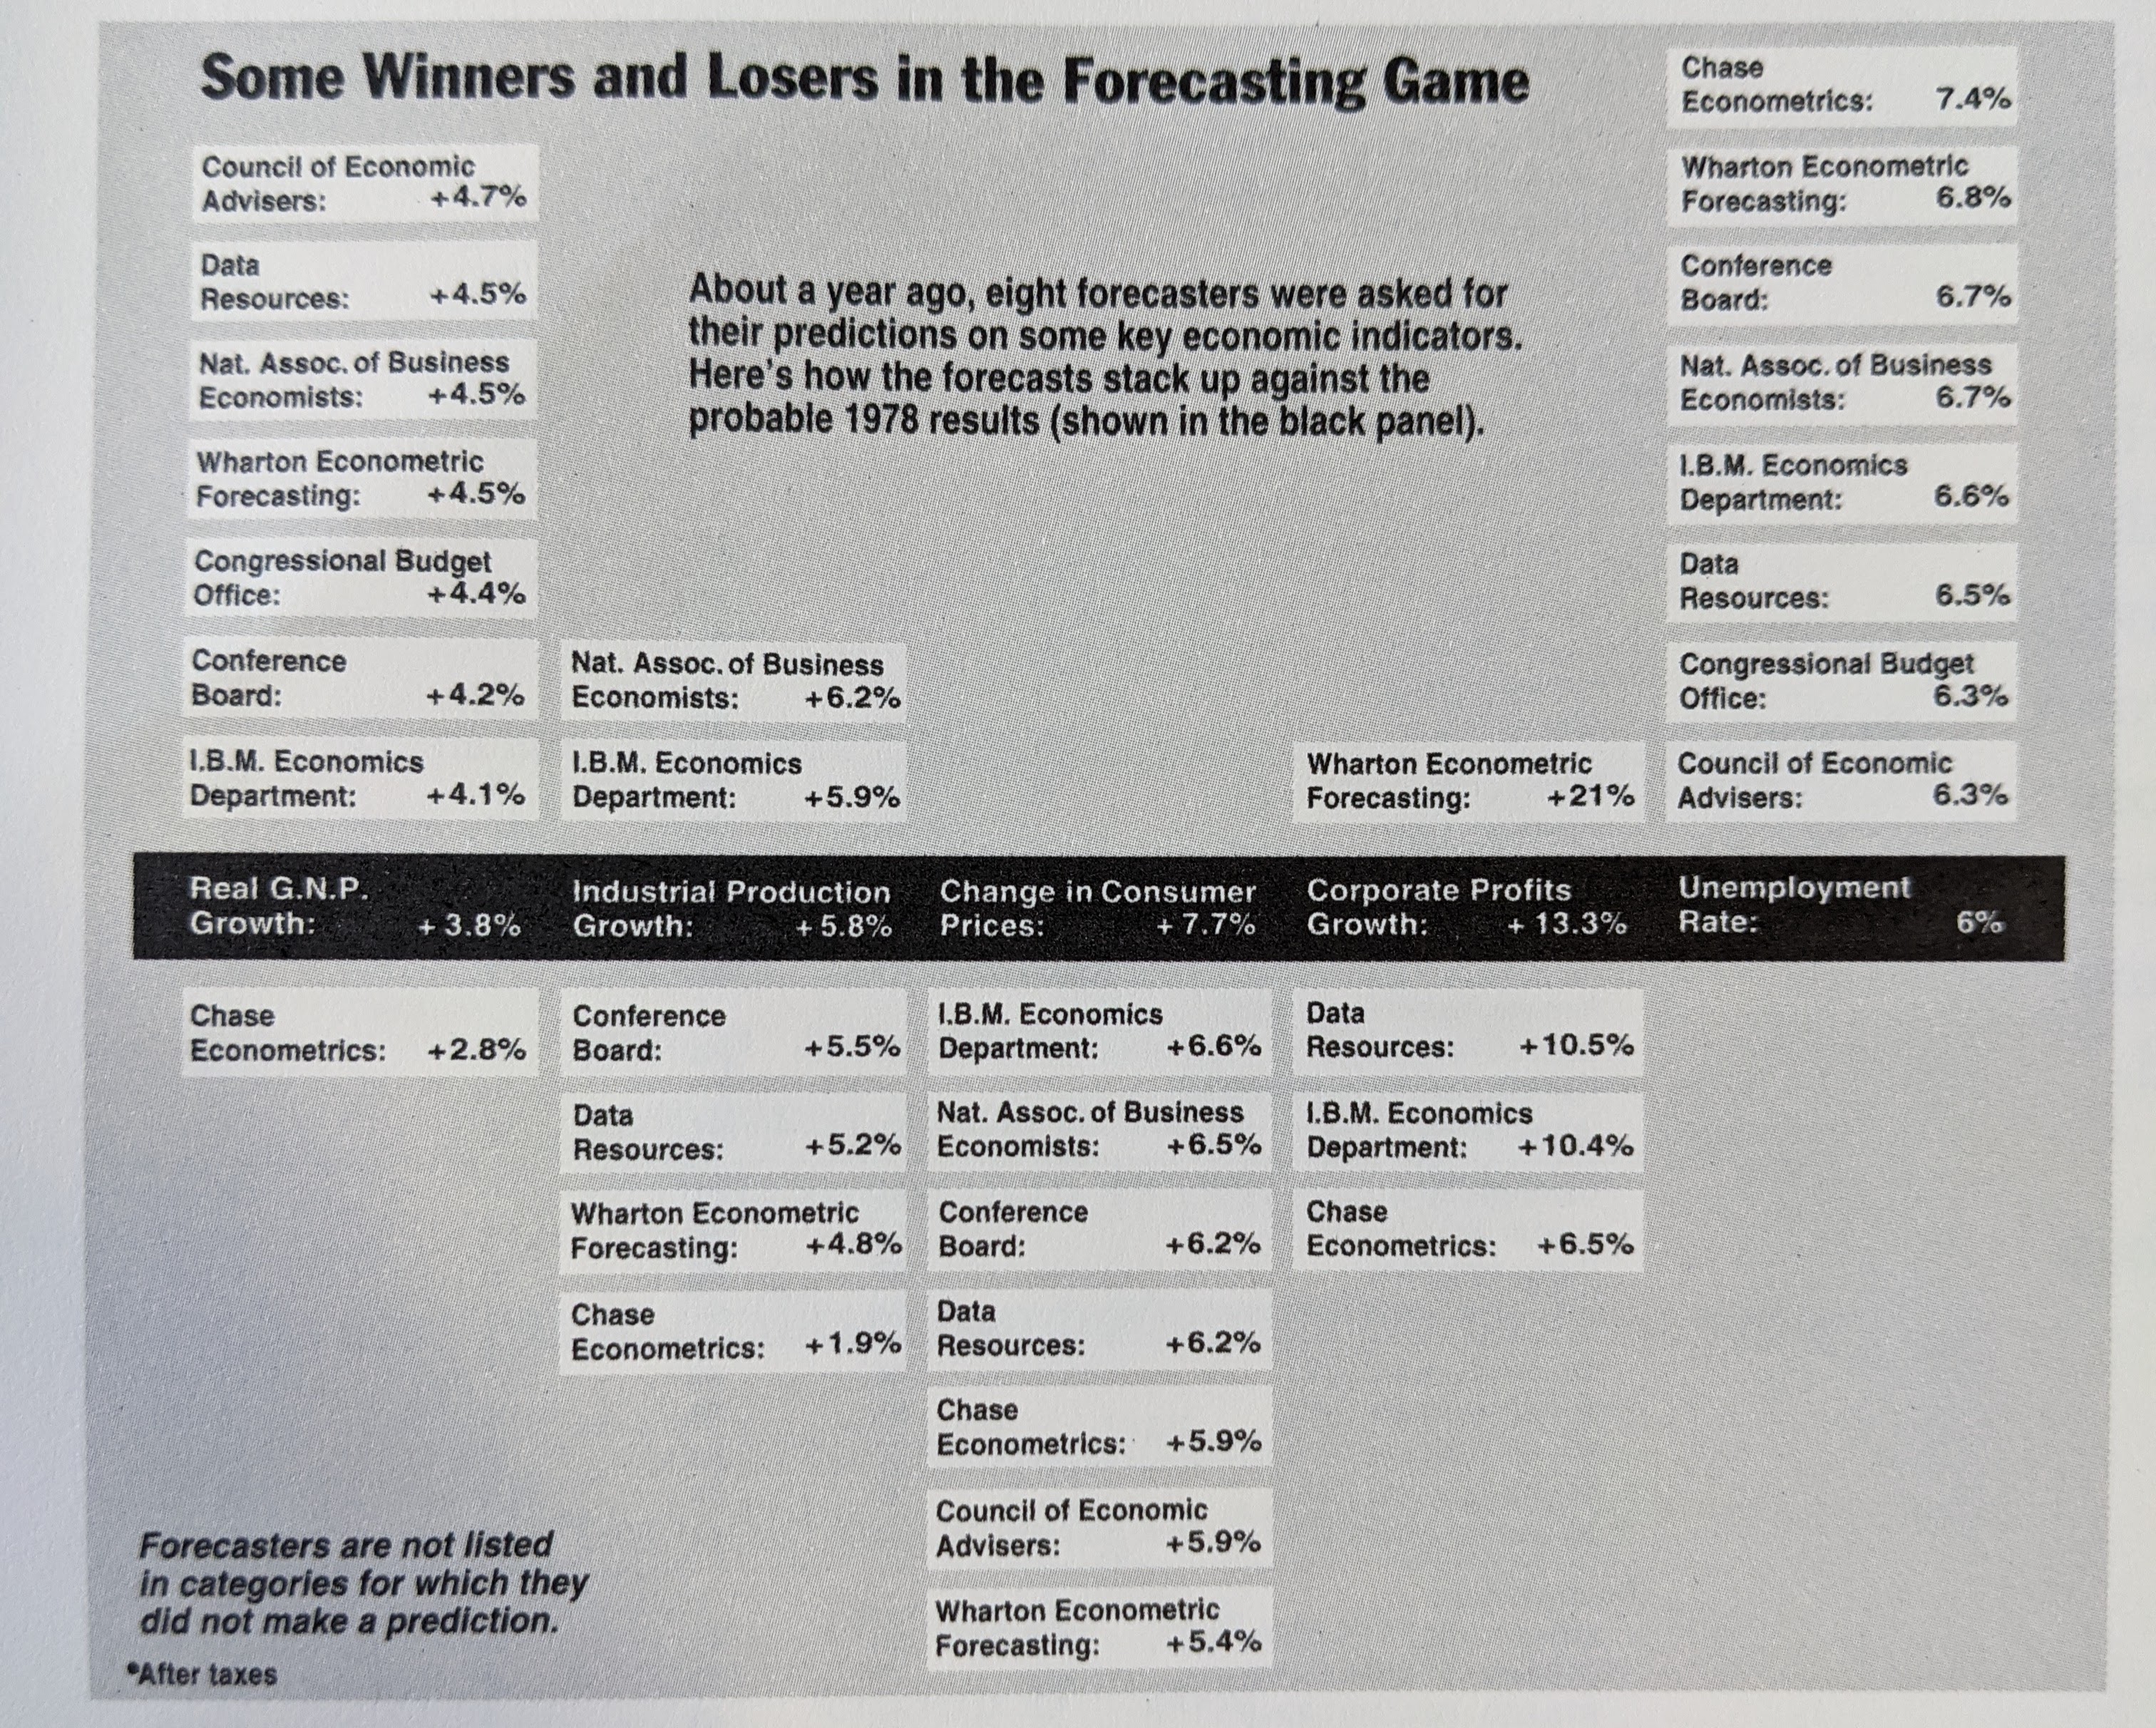 Some Winners and Losers in the Forecasting Game
Council of Economic
Advisers: +4.7%
Data
Resources: +4.5%
Nat. Assoc. of Business
Economists: +4.5%
Wharton Econometric
Forecasting: +4.5%
Congressional Budget
Office: +4.4%
Conference
Board: +4.2%
I.B.M. Economics
Department: +4.1%
About a year ago, eight forecasters were asked for
their predictions on some key economic indicators.
Here's how the forecasts stack up against the
probable 1978 results (shown in the black panel).
Nat. Assoc. of Business
Economists: +6.2%
I.B.M. Economics
Department: +5.9%
Wharton Econometric
Forecasting: +21%
Chase
Econometrics: 7.4%
Wharton Econometric
Forecasting: 6.8%
Conference
Board: 6.7%
Nat. Assoc. of Business
Economists: 6.7%
I.B.M. Economics
Department: 6.6%
Data
Resources: 6.5%
Congressional Budget
Office: 6.3%
Council of Economic
Advisers: 6.3%
Real G.N.P.
Growth: + 3.8%
Industrial Production
Growth: + 5.8%
Change in Consumer
Prices: + 7.7%
Corporate Profits
Growth: + 13.3%
Unemployment
Rate: 6%
Chase
Econometrics: +2.8%
Conference
Board: +5.5%
Data
Resources: +5.2%
Wharton Econometric
Forecasting: +4.8%
Chase
Econometrics: +1.9%
I.B.M. Economics
Department: +6.6%
Nat. Assoc. of Business
Economists: +6.5%
Conference
Board: +6.2%
Data
Resources: +6.2%
Chase
Econometrics: +5.9%
Council of Economic
Advisers: +5.9%
Wharton Econometric
Forecasting: +5.4%
Data
Resources: +10.5%
I.B.M. Economics
Department: +10.4%
Chase
Econometrics: +6.5%
Forecasters are not listed
in categories for which they
did not make a prediction.
*After taxes